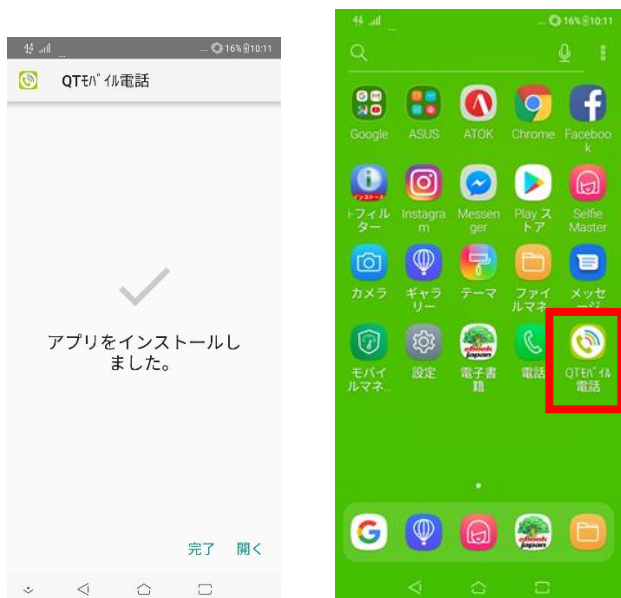 4G ... 16% 10:11
QTモバイル電話
アプリをインストールし
ました。
完了 開く
4G ... 16% 10:11
Google ASUS ATOK Chrome Faceboo
k
i-フィル Instagra Messen Play ス Selfie
ター m ger トア Master
カメラ ギャラ テーマ ファイ メッセ
リー ルマネ ージ
モバイ 設定 電子書 電話 QTモバイル
ルマネ... 籍 電話